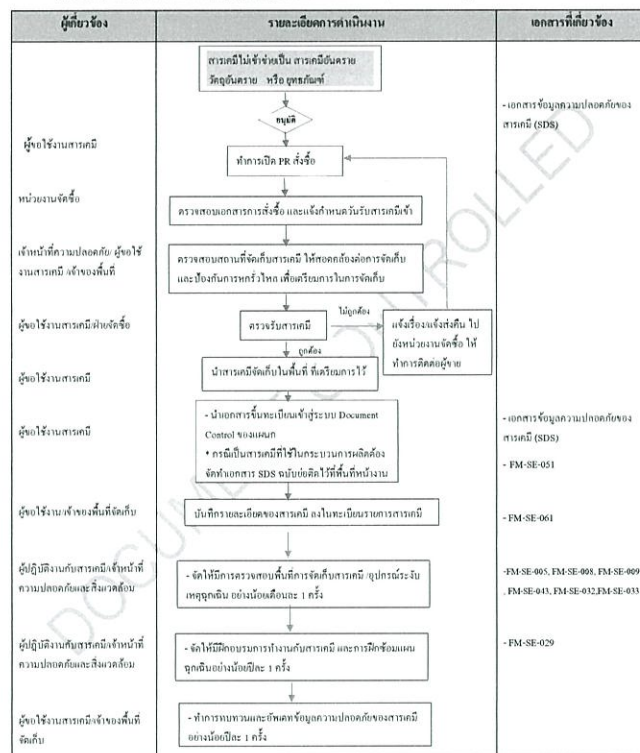 ผู้เกี่ยวข้อง
รายละเอียดการดำเนินงาน
เอกสารที่เกี่ยวข้อง
สารเคมีไม่เข้าข่ายเป็น สารเคมีอันตราย
วัตถุอันตราย หรือ ยุทธภัณฑ์
- เอกสารข้อมูลความปลอดภัยของ
สารเคมี (SDS)
อนุมัติ
ผู้ขอใช้งานสารเคมี
ทำการเปิด PR สั่งซื้อ
หน่วยงานจัดซื้อ
ตรวจสอบเอกสารการสั่งซื้อ และแจ้งกำหนดวันรับสารเคมีเข้า
เจ้าหน้าที่ความปลอดภัย/ ผู้ขอใช้
งานสารเคมี /เจ้าของพื้นที่
ตรวจสอบสถานที่จัดเก็บสารเคมี ให้สอดคล้องต่อการจัดเก็บ
และป้องกันการหกรั่วไหล เพื่อเตรียมการในการจัดเก็บ
ผู้ขอใช้งานสารเคมี/ฝ่ายจัดซื้อ
ตรวจรับสารเคมี
ไม่ถูกต้อง
แจ้งเรื่อง/แจ้งส่งคืน ไป
ยังหน่วยงานจัดซื้อ ให้
ทำการติดต่อผู้ขาย
ถูกต้อง
ผู้ขอใช้งานสารเคมี
นำสารเคมีจัดเก็บในพื้นที่ ที่เตรียมการไว้
ผู้ขอใช้งานสารเคมี
- นำเอกสารขึ้นทะเบียนเข้าสู่ระบบ Document
Control ของแผนก
* กรณีเป็นสารเคมีที่ใช้ในกระบวนการผลิตต้อง
จัดทำเอกสาร SDS ฉบับย่อติดไว้ที่พื้นที่หน้างาน
- เอกสารข้อมูลความปลอดภัยของ
สารเคมี (SDS)
- FM-SE-051
ผู้ขอใช้งาน/เจ้าของพื้นที่จัดเก็บ
บันทึกรายละเอียดของสารเคมี ลงในทะเบียนรายการสารเคมี
- FM-SE-061
ผู้ปฏิบัติงานกับสารเคมี/เจ้าหน้าที่
ความปลอดภัยและสิ่งแวดล้อม
- จัดให้มีการตรวจสอบพื้นที่การจัดเก็บสารเคมี /อุปกรณ์ระงับ
เหตุฉุกเฉิน อย่างน้อยเดือนละ 1 ครั้ง
-FM-SE-005, FM-SE-008, FM-SE-009
, FM-SE-043, FM-SE-032,FM-SE-033
ผู้ปฏิบัติงานกับสารเคมี/เจ้าหน้าที่
ความปลอดภัยและสิ่งแวดล้อม
- จัดให้มีฝึกอบรมการทำงานกับสารเคมี และการฝึกซ้อมแผน
ฉุกเฉินอย่างน้อยปีละ 1 ครั้ง
- FM-SE-029
ผู้ขอใช้งานสารเคมี/เจ้าของพื้นที่
จัดเก็บ
- ทำการทบทวนและอัพเดทข้อมูลความปลอดภัยของสารเคมี
อย่างน้อยปีละ 1 ครั้ง